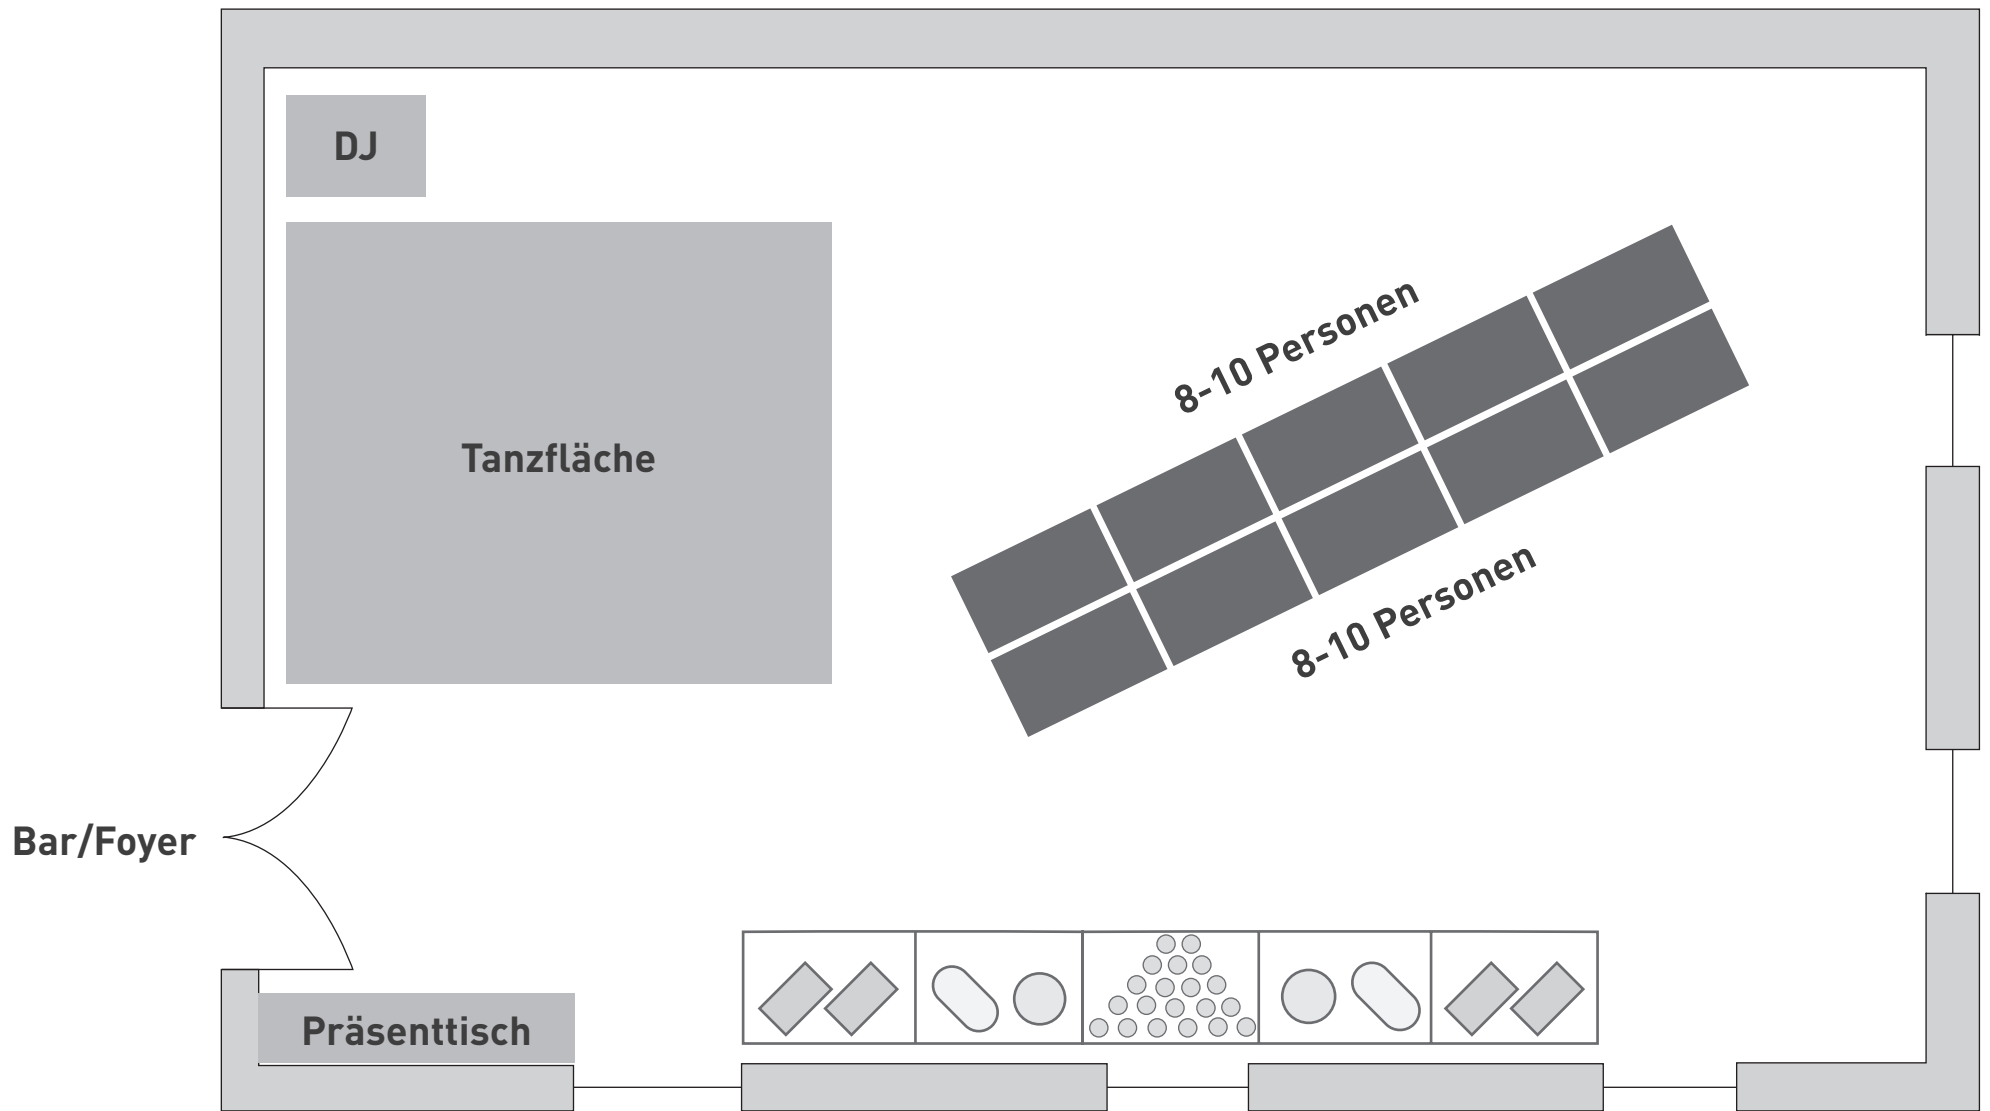 DJ
8-10 Personen
Tanzfläche
8-10 Personen
Bar/Foyer
Präsenttisch